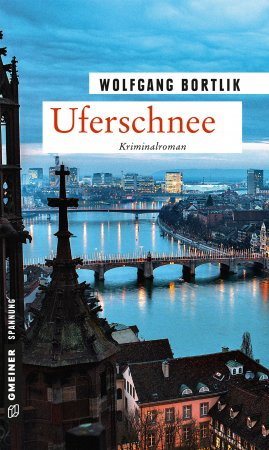 WOLFGANG BORTLIK
Uferschnee
Kriminalroman
GMEINER SPANNUNG